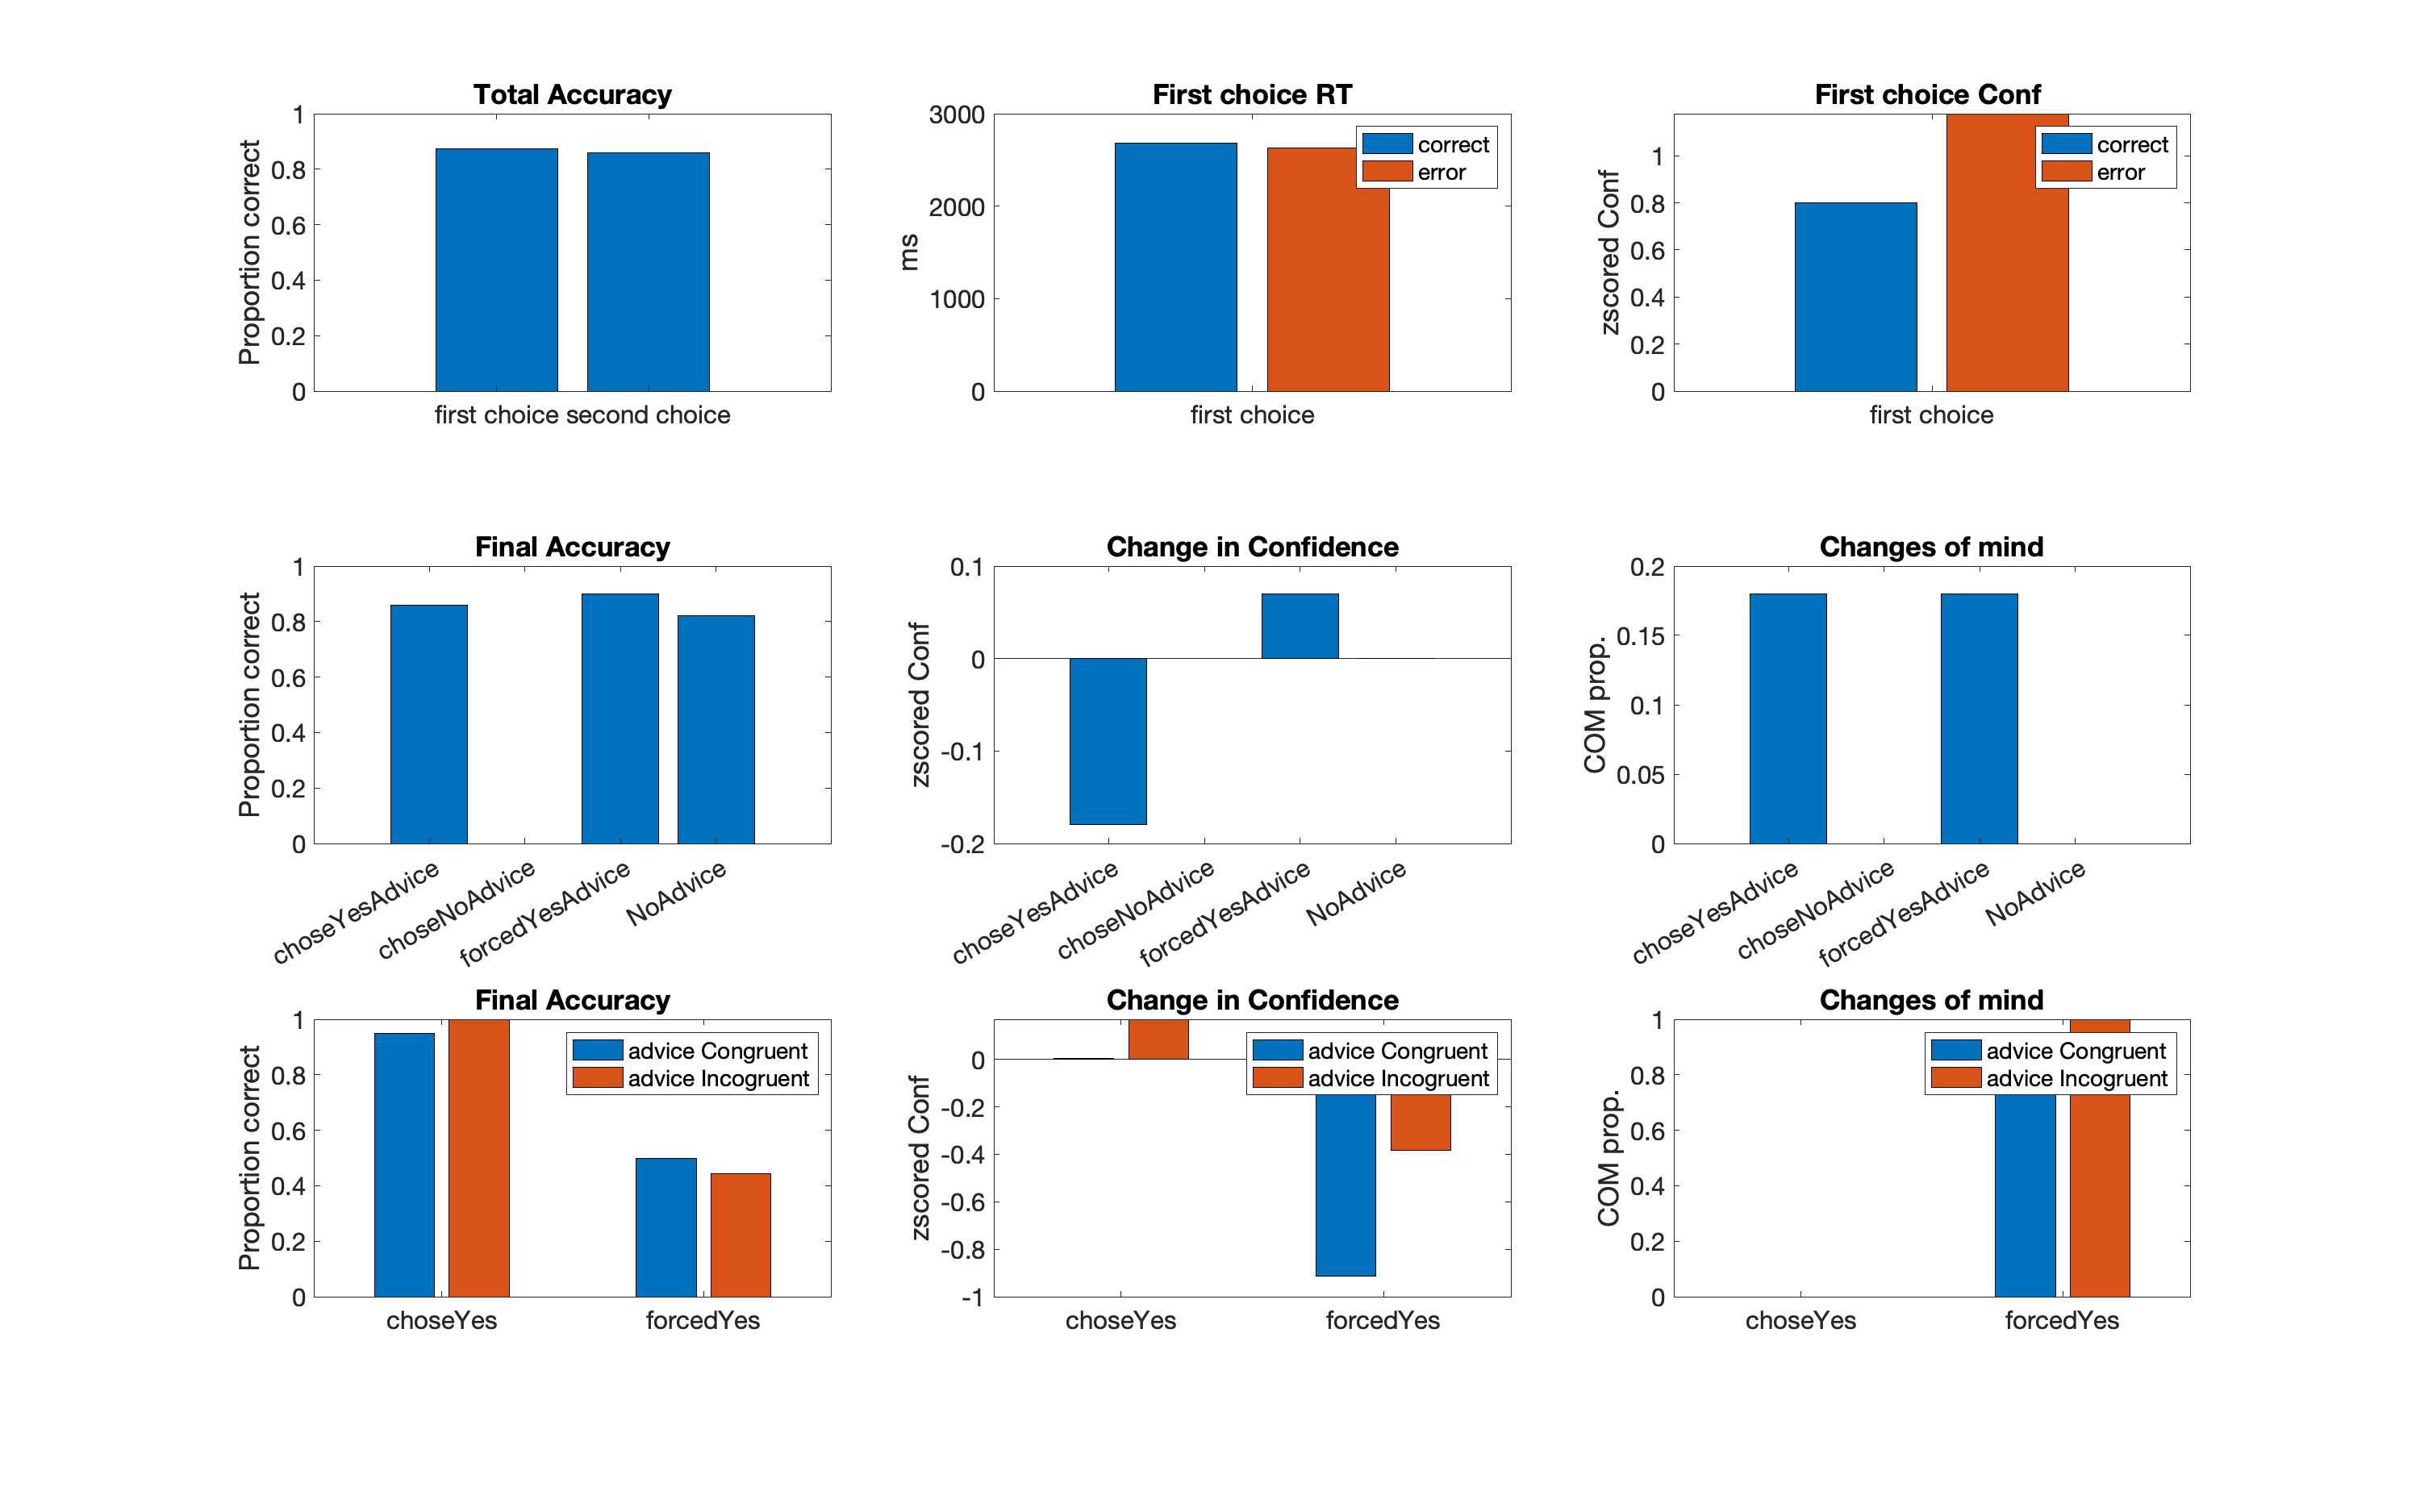 Total Accuracy
Proportion correct
1
0.8
0.6
0.4
0.2
0
first choice second choice
First choice RT
ms
3000
2000
1000
0
first choice
correct
error
First choice Conf
zscored Conf
1
0.8
0.6
0.4
0.2
0
first choice
correct
error
Final Accuracy
Proportion correct
1
0.8
0.6
0.4
0.2
0
choseYesAdvice
choseNoAdvice
forcedYesAdvice
NoAdvice
Change in Confidence
zscored Conf
0.1
0
-0.1
-0.2
choseYesAdvice
choseNoAdvice
forcedYesAdvice
NoAdvice
Changes of mind
COM prop.
0.2
0.15
0.1
0.05
0
choseYesAdvice
choseNoAdvice
forcedYesAdvice
NoAdvice
Final Accuracy
Proportion correct
1
0.8
0.6
0.4
0.2
0
choseYes
forcedYes
advice Congruent
advice Incogruent
Change in Confidence
zscored Conf
0
-0.2
-0.4
-0.6
-0.8
-1
choseYes
forcedYes
advice Congruent
advice Incogruent
Changes of mind
COM prop.
1
0.8
0.6
0.4
0.2
0
choseYes
forcedYes
advice Congruent
advice Incogruent